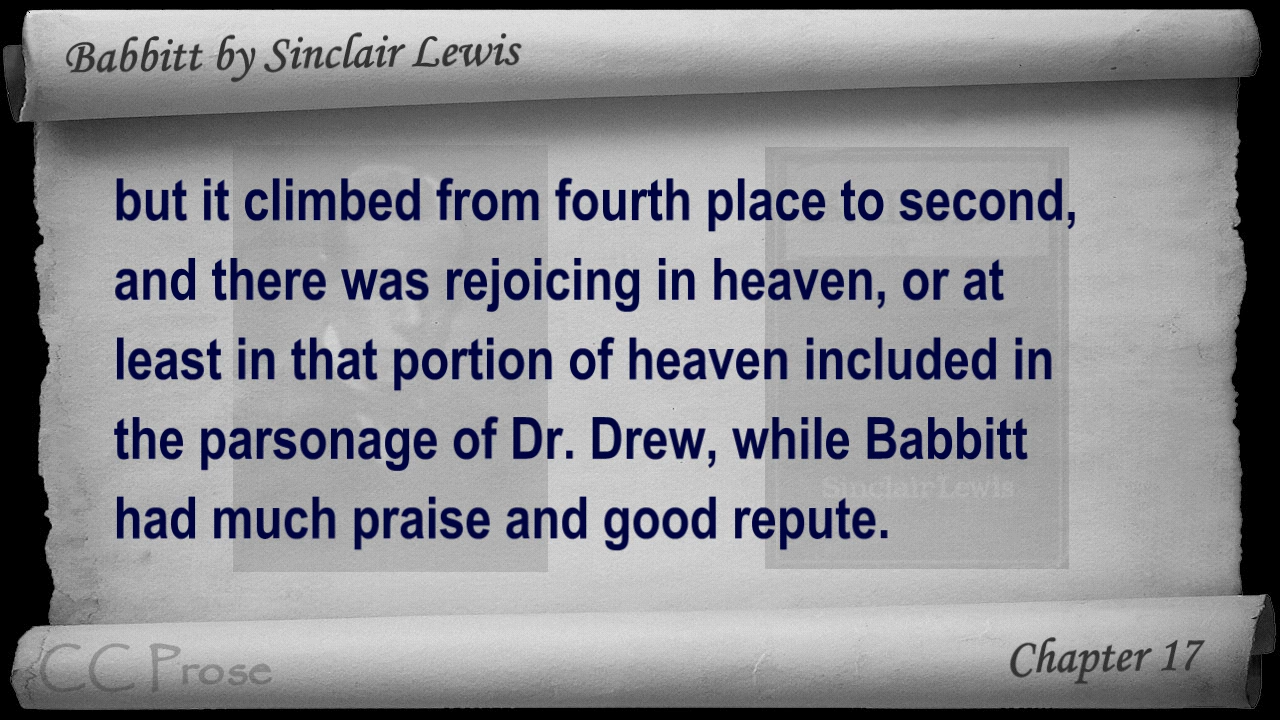 Babbitt by Sinclair Lewis
but it climbed from fourth place to second,
and there was rejoicing in heaven, or at
least in that portion of heaven included in
the parsonage of Dr. Drew, while Babbitt
Sinclair Lewis
had much praise and good repute.
CC Prose
Chapter 17